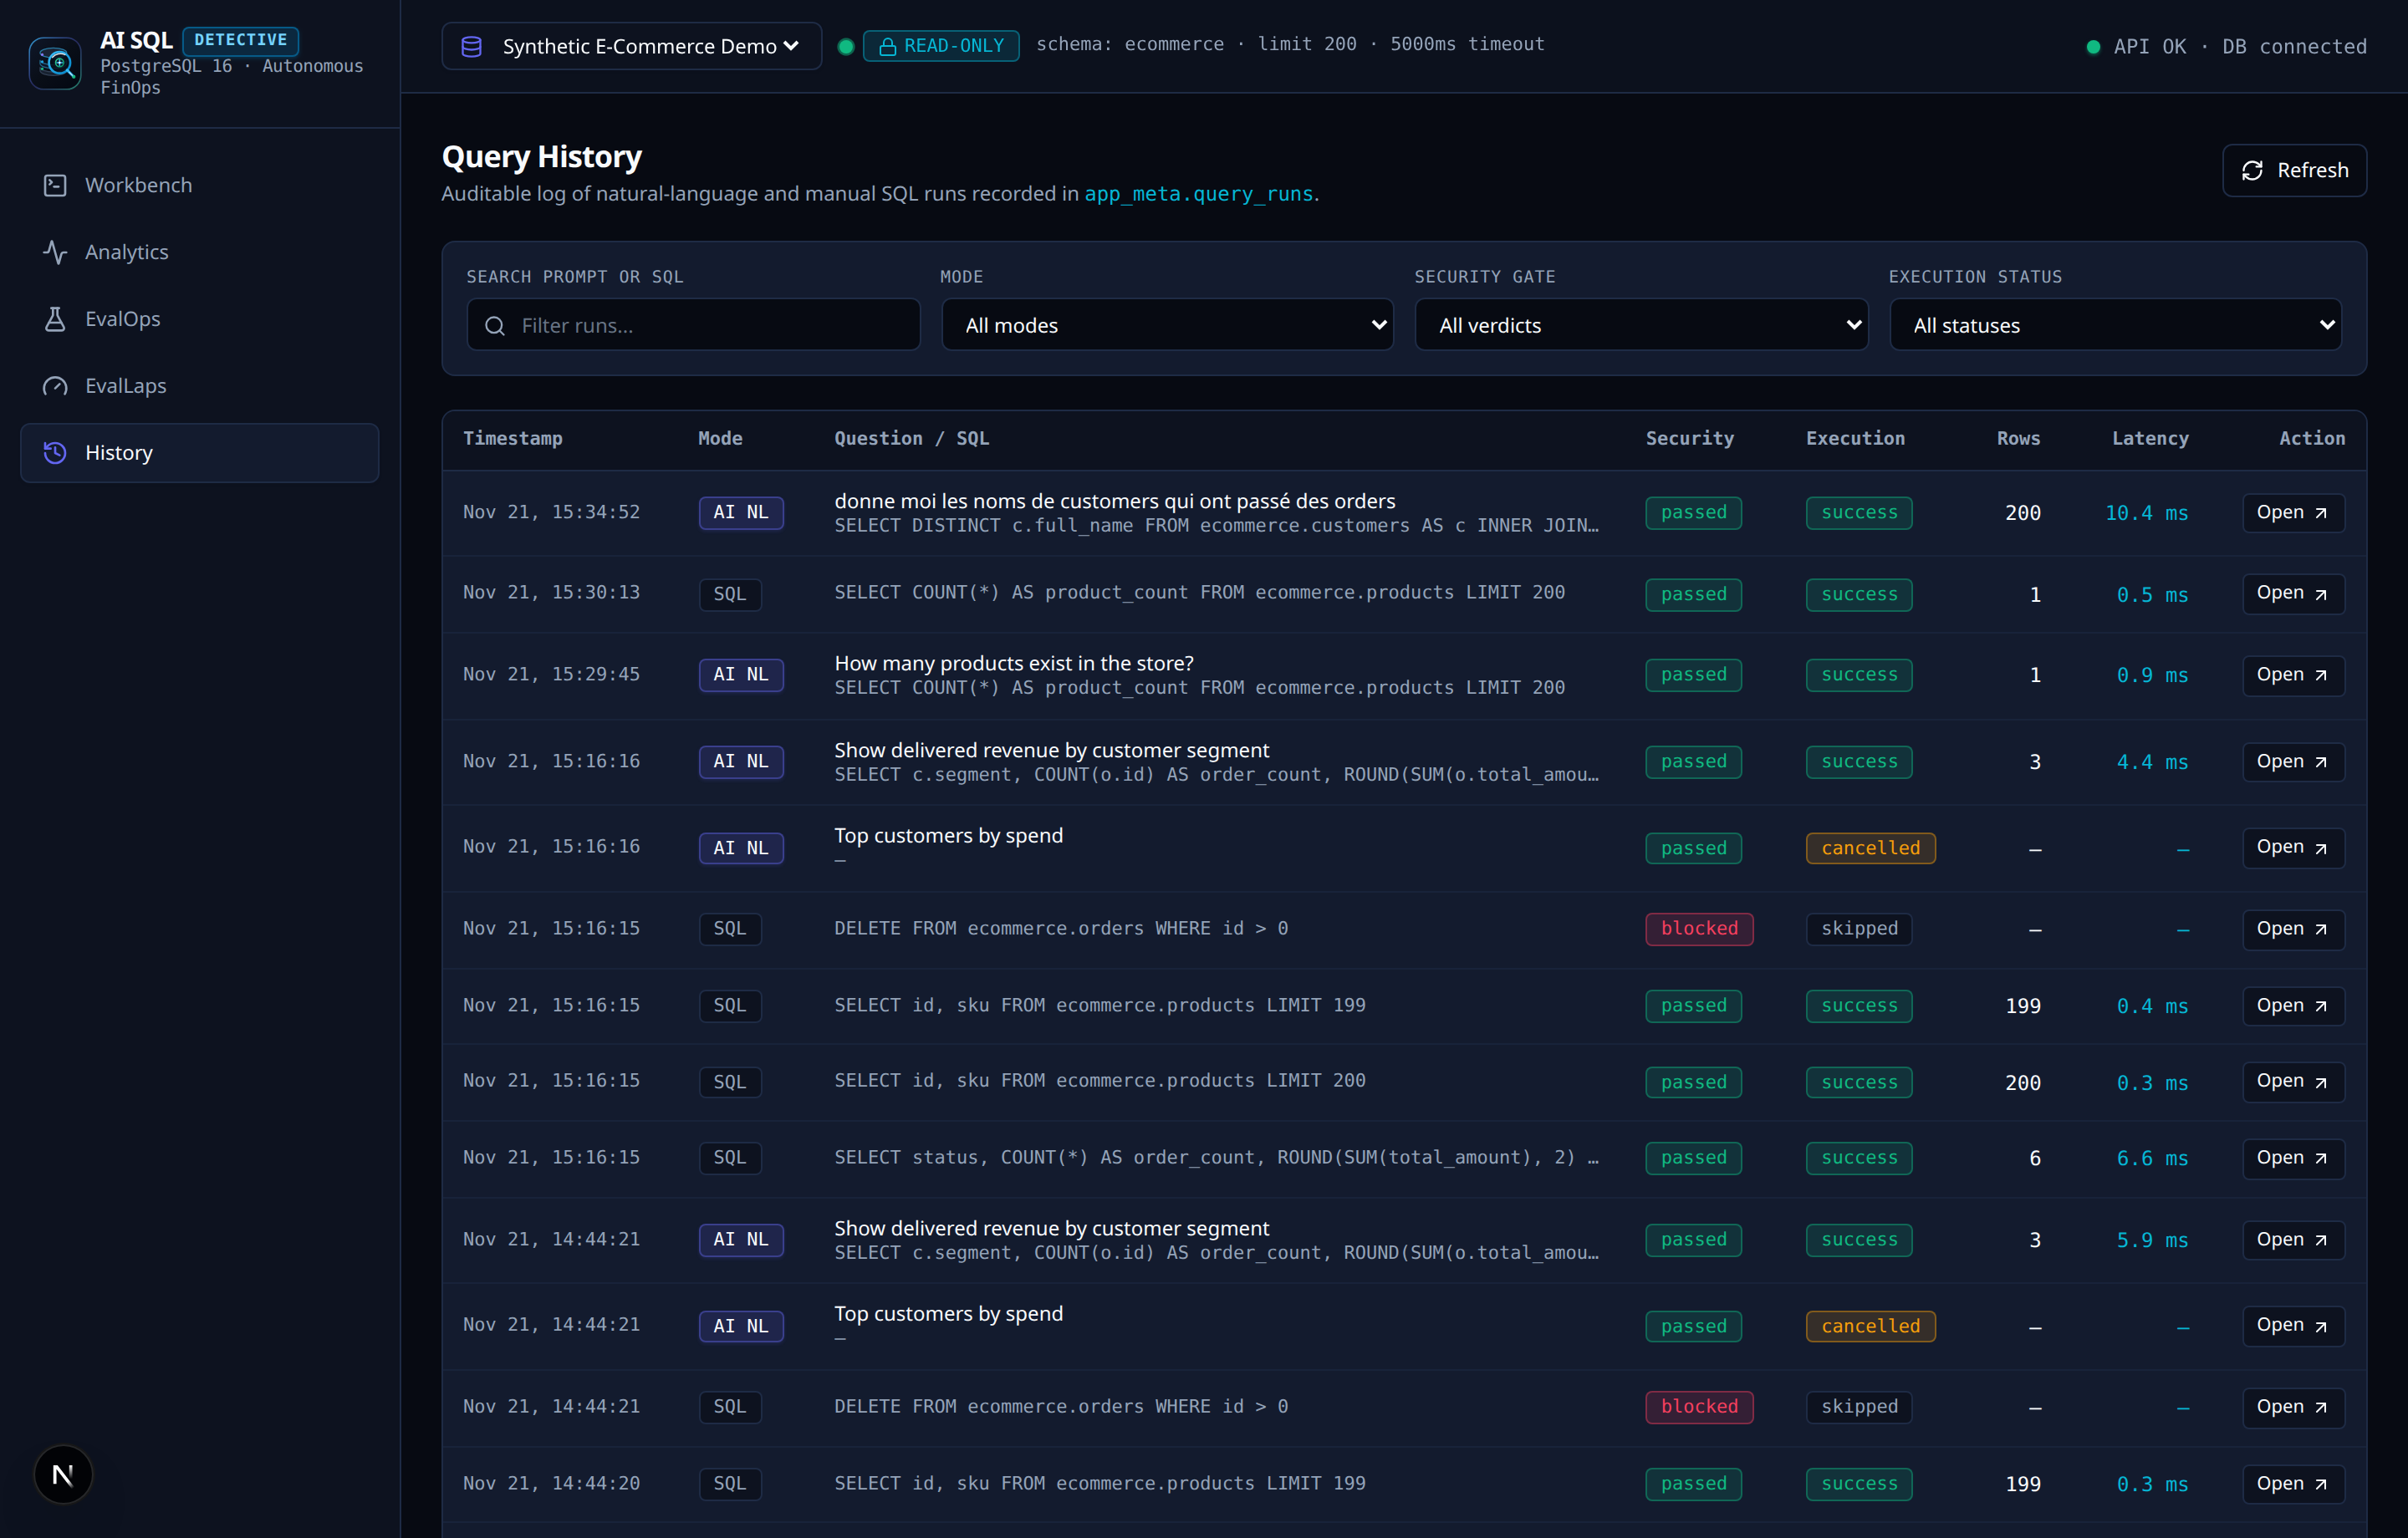 AI SQL DETECTIVE
PostgreSQL 16 · Autonomous
FinOps
Workbench
Analytics
EvalOps
EvalLaps
History
Synthetic E-Commerce Demo
READ-ONLY schema: ecommerce · limit 200 · 5000ms timeout
API OK · DB connected
Query History
Auditable log of natural-language and manual SQL runs recorded in app_meta.query_runs.
Refresh
SEARCH PROMPT OR SQL MODE SECURITY GATE EXECUTION STATUS
Filter runs... All modes All verdicts All statuses
Timestamp Mode Question / SQL Security Execution Rows Latency Action
Nov 21, 15:34:52 AI NL donne moi les noms de customers qui ont passé des orders passed success 200 10.4 ms Open
SELECT DISTINCT c.full_name FROM ecommerce.customers AS c INNER JOIN…
Nov 21, 15:30:13 SQL SELECT COUNT(*) AS product_count FROM ecommerce.products LIMIT 200 passed success 1 0.5 ms Open
Nov 21, 15:29:45 AI NL How many products exist in the store? passed success 1 0.9 ms Open
SELECT COUNT(*) AS product_count FROM ecommerce.products LIMIT 200
Nov 21, 15:16:16 AI NL Show delivered revenue by customer segment passed success 3 4.4 ms Open
SELECT c.segment, COUNT(o.id) AS order_count, ROUND(SUM(o.total_amou…
Nov 21, 15:16:16 AI NL Top customers by spend passed cancelled – – Open
–
Nov 21, 15:16:15 SQL DELETE FROM ecommerce.orders WHERE id > 0 blocked skipped – – Open
Nov 21, 15:16:15 SQL SELECT id, sku FROM ecommerce.products LIMIT 199 passed success 199 0.4 ms Open
Nov 21, 15:16:15 SQL SELECT id, sku FROM ecommerce.products LIMIT 200 passed success 200 0.3 ms Open
Nov 21, 15:16:15 SQL SELECT status, COUNT(*) AS order_count, ROUND(SUM(total_amount), 2) … passed success 6 6.6 ms Open
Nov 21, 14:44:21 AI NL Show delivered revenue by customer segment passed success 3 5.9 ms Open
SELECT c.segment, COUNT(o.id) AS order_count, ROUND(SUM(o.total_amou…
Nov 21, 14:44:21 AI NL Top customers by spend passed cancelled – – Open
–
Nov 21, 14:44:21 SQL DELETE FROM ecommerce.orders WHERE id > 0 blocked skipped – – Open
Nov 21, 14:44:20 SQL SELECT id, sku FROM ecommerce.products LIMIT 199 passed success 199 0.3 ms Open
N